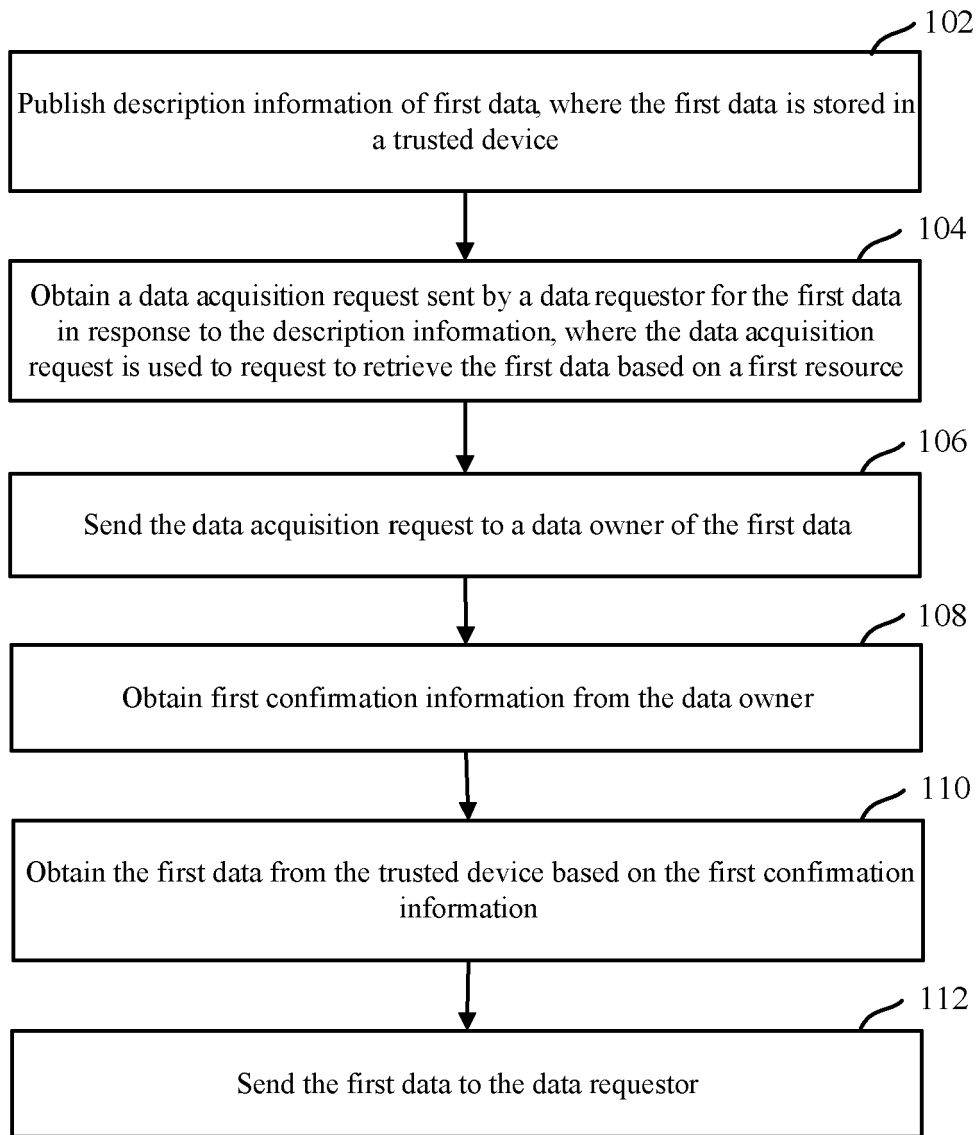 102
Publish description information of first data, where the first data is stored in
a trusted device
104
Obtain a data acquisition request sent by a data requestor for the first data
in response to the description information, where the data acquisition
request is used to request to retrieve the first data based on a first resource
106
Send the data acquisition request to a data owner of the first data
108
Obtain first confirmation information from the data owner
110
Obtain the first data from the trusted device based on the first confirmation
information
112
Send the first data to the data requestor